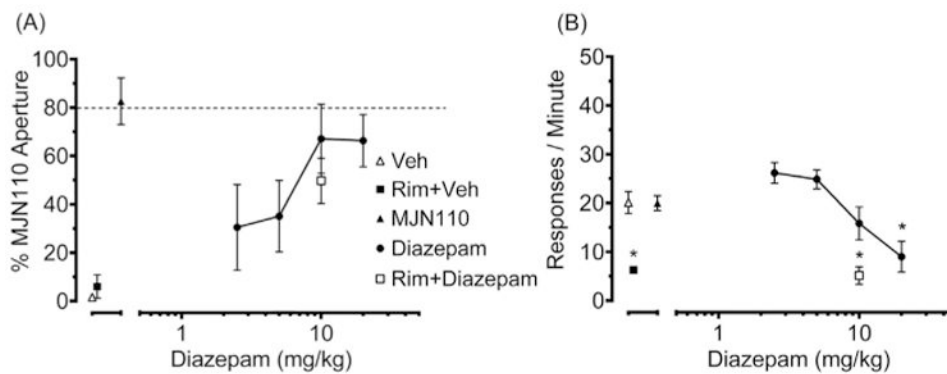 (A)
% MJN110 Aperture
100
80
60
40
20
0
1
10
Diazepam (mg/kg)
Veh
Rim+Veh
MJN110
Diazepam
Rim+Diazepam
(B)
Responses / Minute
50
40
30
20
10
0
*
*
*
1
10
Diazepam (mg/kg)